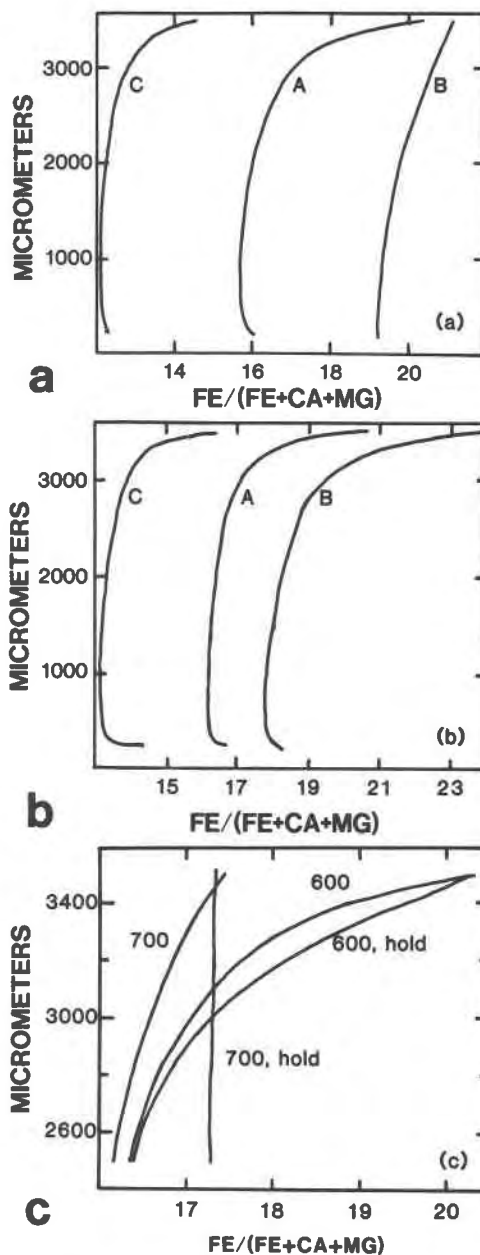 MICROMETERS
3000
2000
1000
C
A
B
(a)
14 16 18 20
a
FE/(FE+CA+MG)
MICROMETERS
3000
2000
1000
C
A
B
(b)
15 17 19 21 23
b
FE/(FE+CA+MG)
MICROMETERS
3400
3000
2600
700
600
600, hold
700, hold
(c)
17 18 19 20
c
FE/(FE+CA+MG)